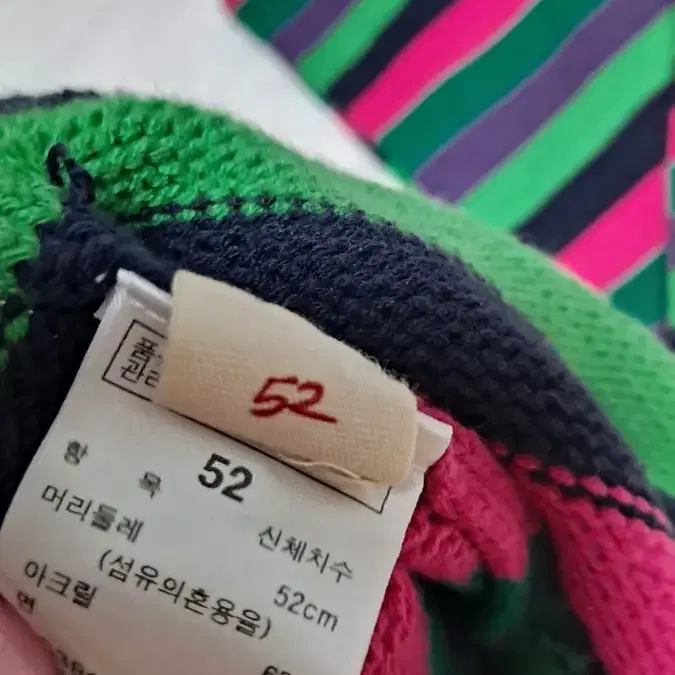 52
52
항 목 신체치수
머리둘레 52cm
(섬유의혼용율)
아크릴
면